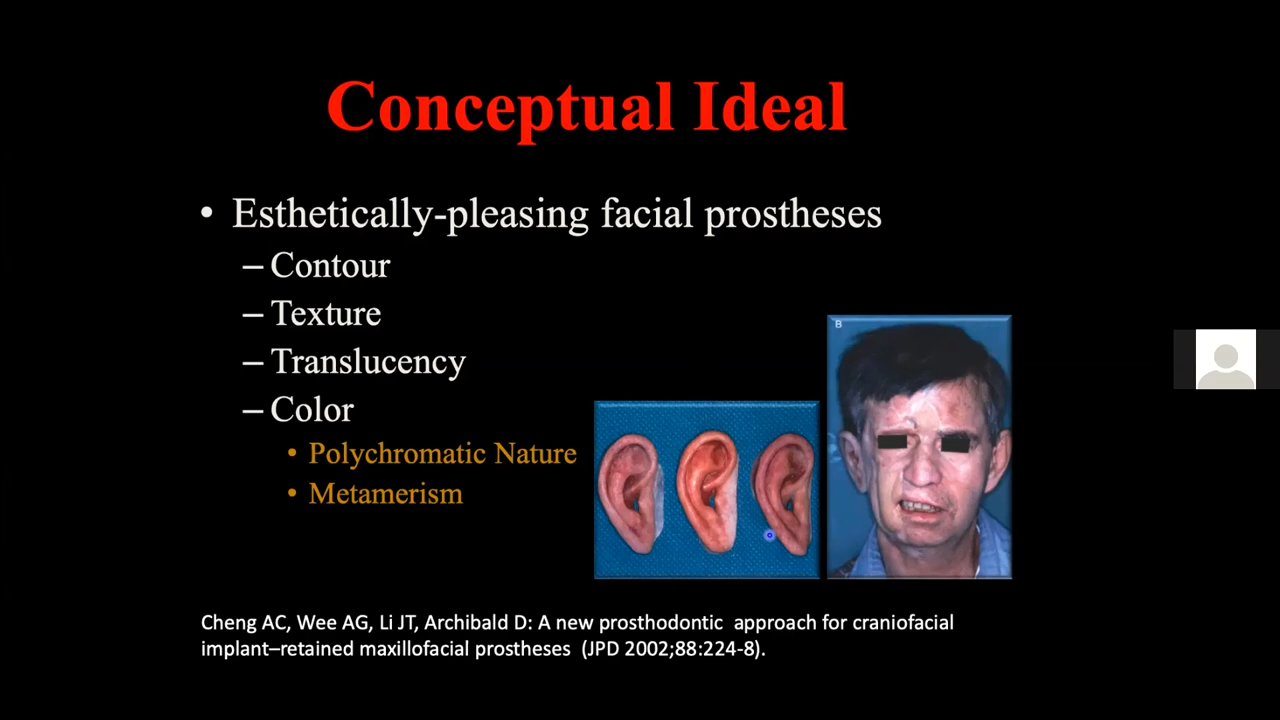 Conceptual Ideal
• Esthetically-pleasing facial prostheses
– Contour
– Texture
– Translucency
– Color
• Polychromatic Nature
• Metamerism
B
Cheng AC, Wee AG, Li JT, Archibald D: A new prosthodontic approach for craniofacial
implant–retained maxillofacial prostheses (JPD 2002;88:224-8).